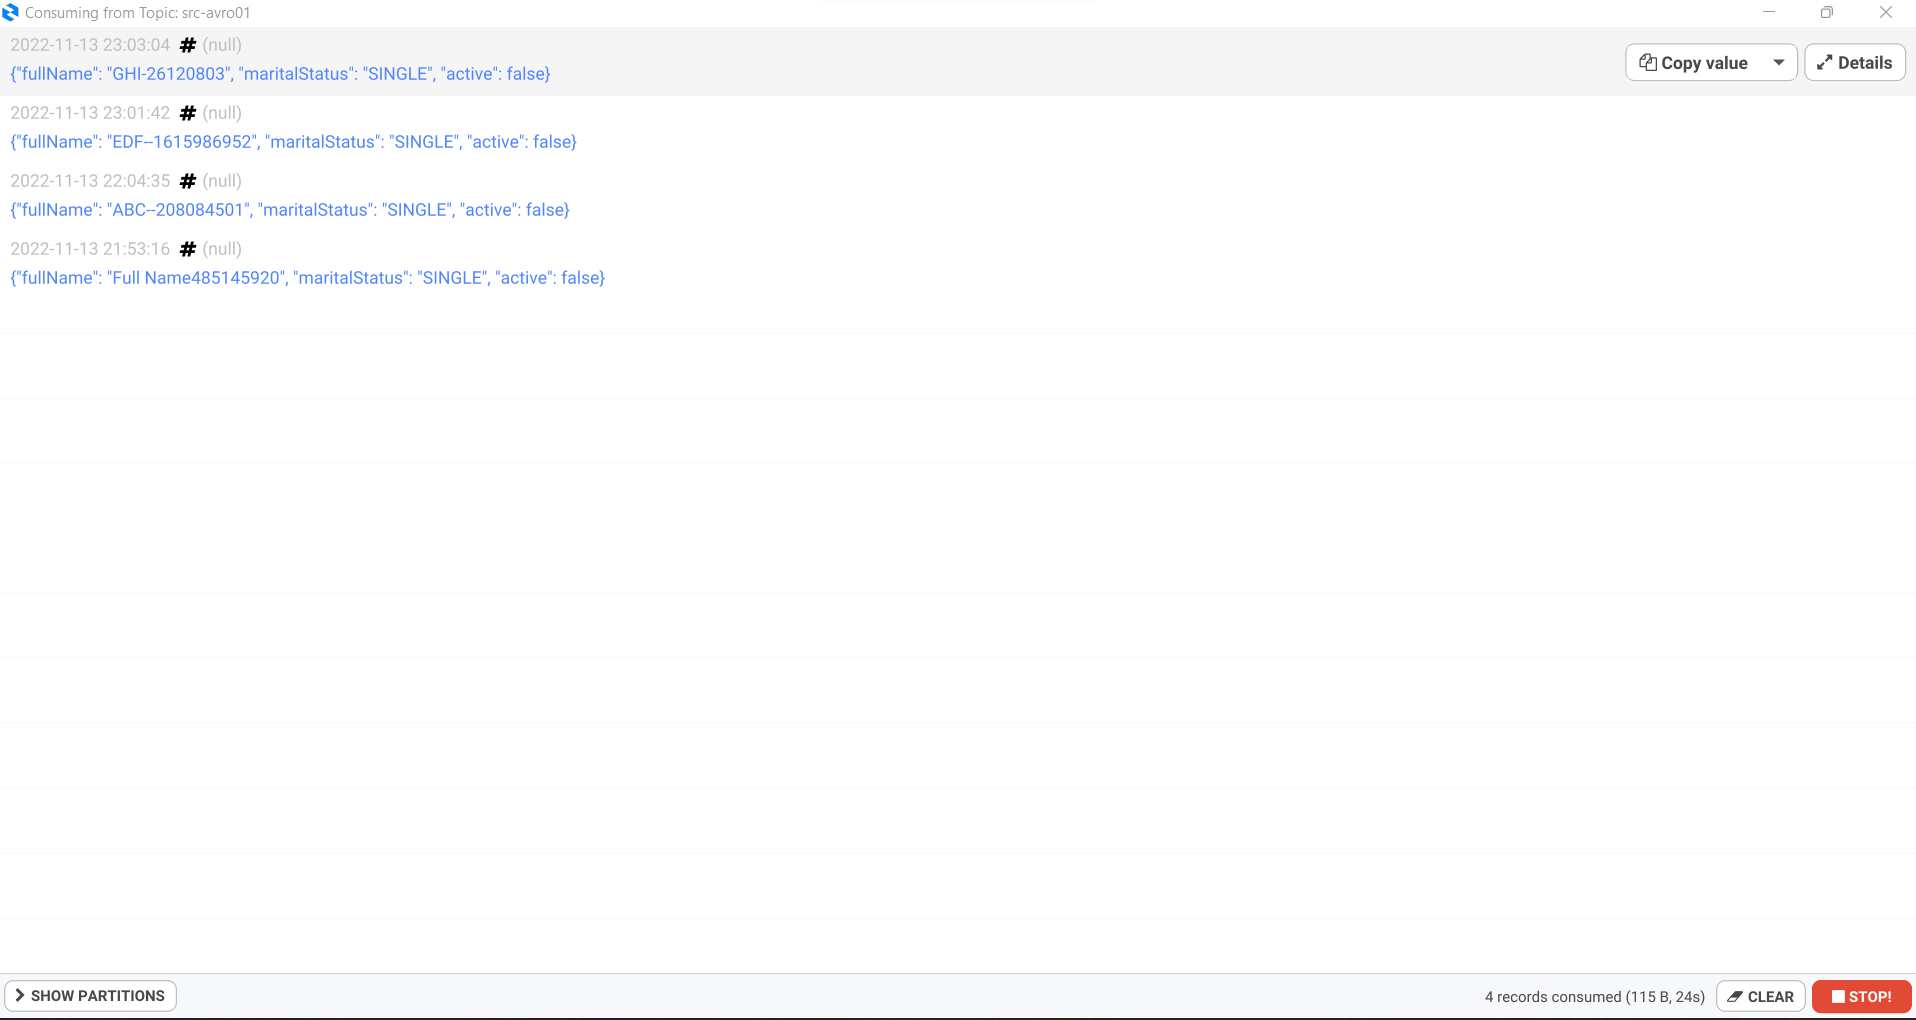 Consuming from Topic: src-avro01
2022-11-13 23:03:04 # (null)
{"fullName": "GHI-26120803", "maritalStatus": "SINGLE", "active": false}
Copy value
Details
2022-11-13 23:01:42 # (null)
{"fullName": "EDF--1615986952", "maritalStatus": "SINGLE", "active": false}
2022-11-13 22:04:35 # (null)
{"fullName": "ABC--208084501", "maritalStatus": "SINGLE", "active": false}
2022-11-13 21:53:16 # (null)
{"fullName": "Full Name485145920", "maritalStatus": "SINGLE", "active": false}
SHOW PARTITIONS
4 records consumed (115 B, 24s)
CLEAR
STOP!